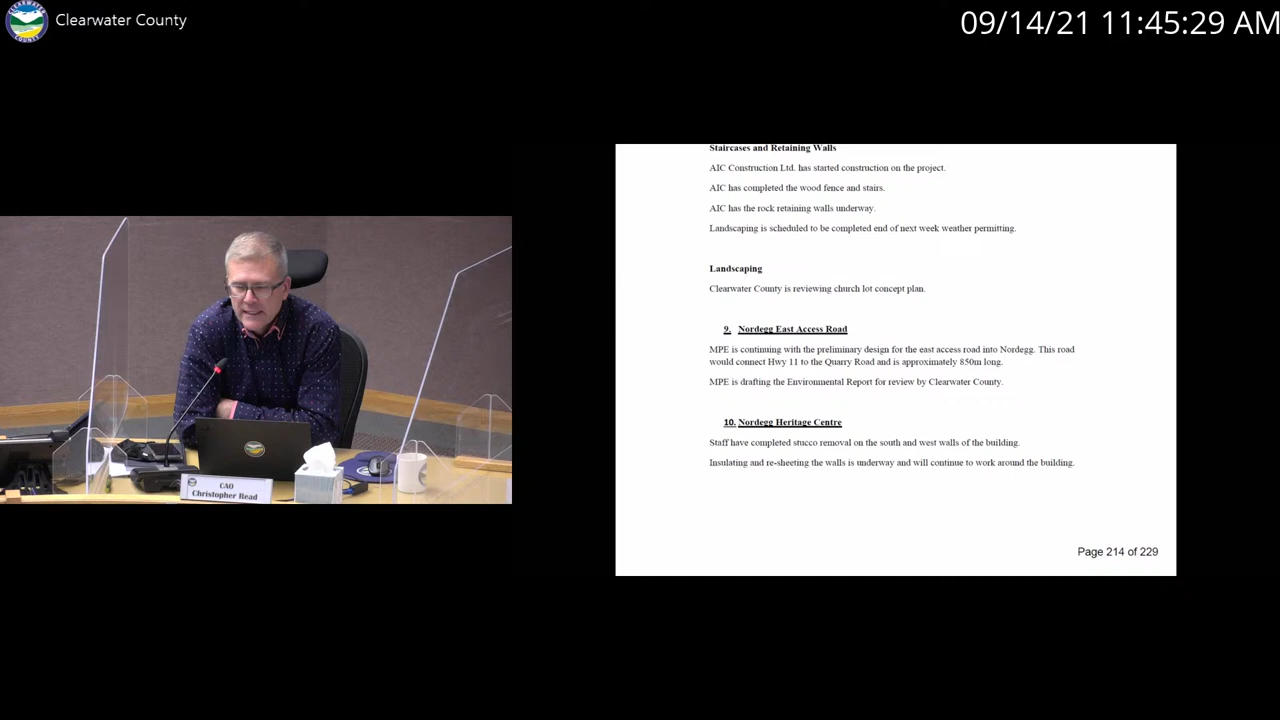 Clearwater County
09/14/21 11:45:29 AM
Staircases and Retaining Walls
AIC Construction Ltd. has started construction on the project.
AIC has completed the wood fence and stairs.
AIC has the rock retaining walls underway.
Landscaping is scheduled to be completed end of next week weather permitting.
Landscaping
Clearwater County is reviewing church lot concept plan.
9. Nordegg East Access Road
MPE is continuing with the preliminary design for the east access road into Nordegg. This road
would connect Hwy 11 to the Quarry Road and is approximately 850m long.
MPE is drafting the Environmental Report for review by Clearwater County.
10. Nordegg Heritage Centre
Staff have completed stucco removal on the south and west walls of the building.
Insulating and re-sheeting the walls is underway and will continue to work around the building.
Page 214 of 229
CAO
Christopher Read